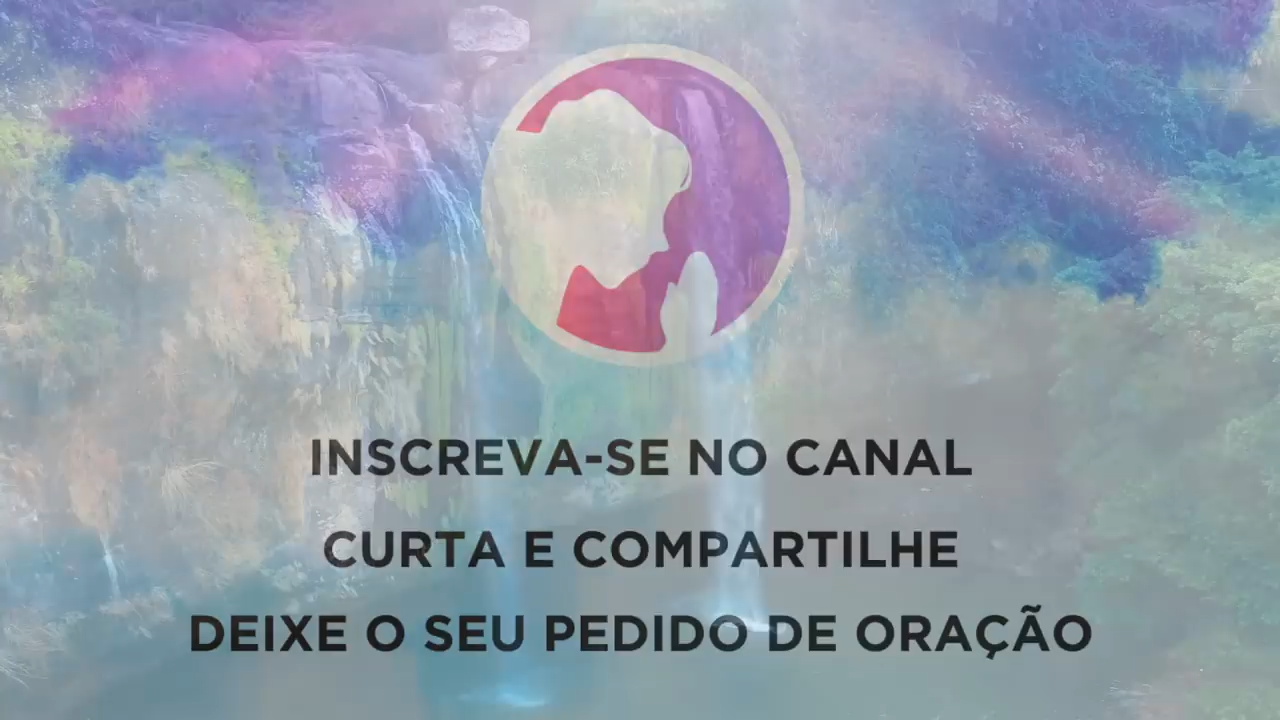 INSCREVA-SE NO CANAL
CURTA E COMPARTILHE
DEIXE O SEU PEDIDO DE ORAÇÃO